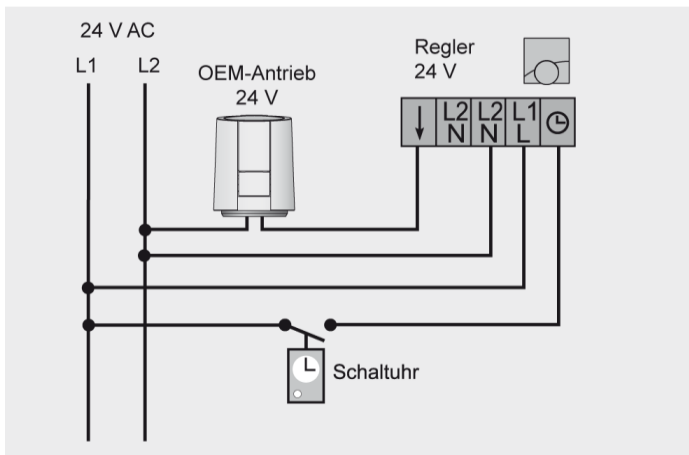 24 V AC
L1 L2
OEM-Antrieb
24 V
Regler
24 V
L2 L2 L1
N N L
Schaltuhr